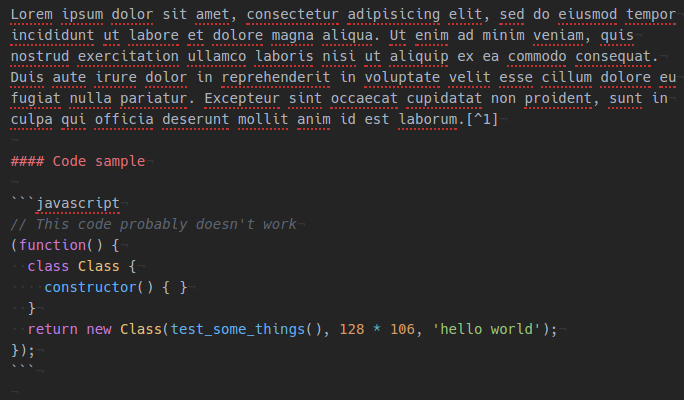 Lorem ipsum dolor sit amet, consectetur adipisicing elit, sed do eiusmod tempor
incididunt ut labore et dolore magna aliqua. Ut enim ad minim veniam, quis
nostrud exercitation ullamco laboris nisi ut aliquip ex ea commodo consequat.
Duis aute irure dolor in reprehenderit in voluptate velit esse cillum dolore eu
fugiat nulla pariatur. Excepteur sint occaecat cupidatat non proident, sunt in
culpa qui officia deserunt mollit anim id est laborum.[^1]

#### Code sample

```javascript
// This code probably doesn't work
(function() {
  class Class {
    constructor() { }
  }
  return new Class(test_some_things(), 128 * 106, 'hello world');
});
```